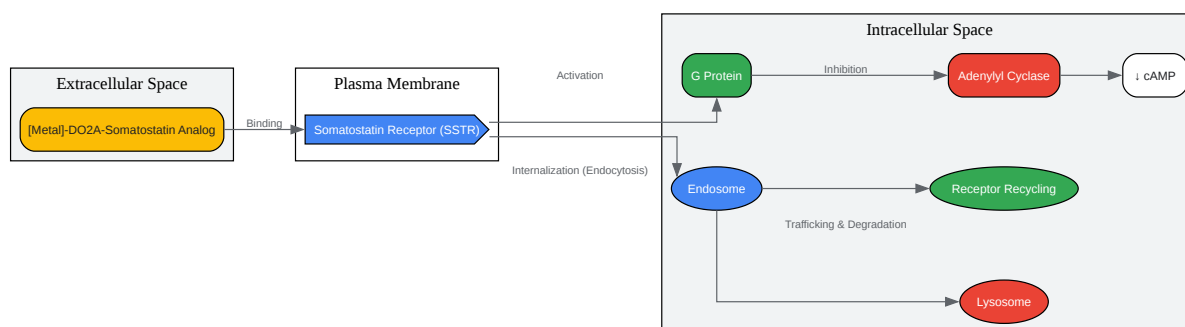 Intracellular Space
Extracellular Space
Plasma Membrane
Activation
G Protein
Inhibition
Adenylyl Cyclase
↓ cAMP
[Metal]-DO2A-Somatostatin Analog
Binding
Somatostatin Receptor (SSTR)
Internalization (Endocytosis)
Endosome
Receptor Recycling
Trafficking & Degradation
Lysosome